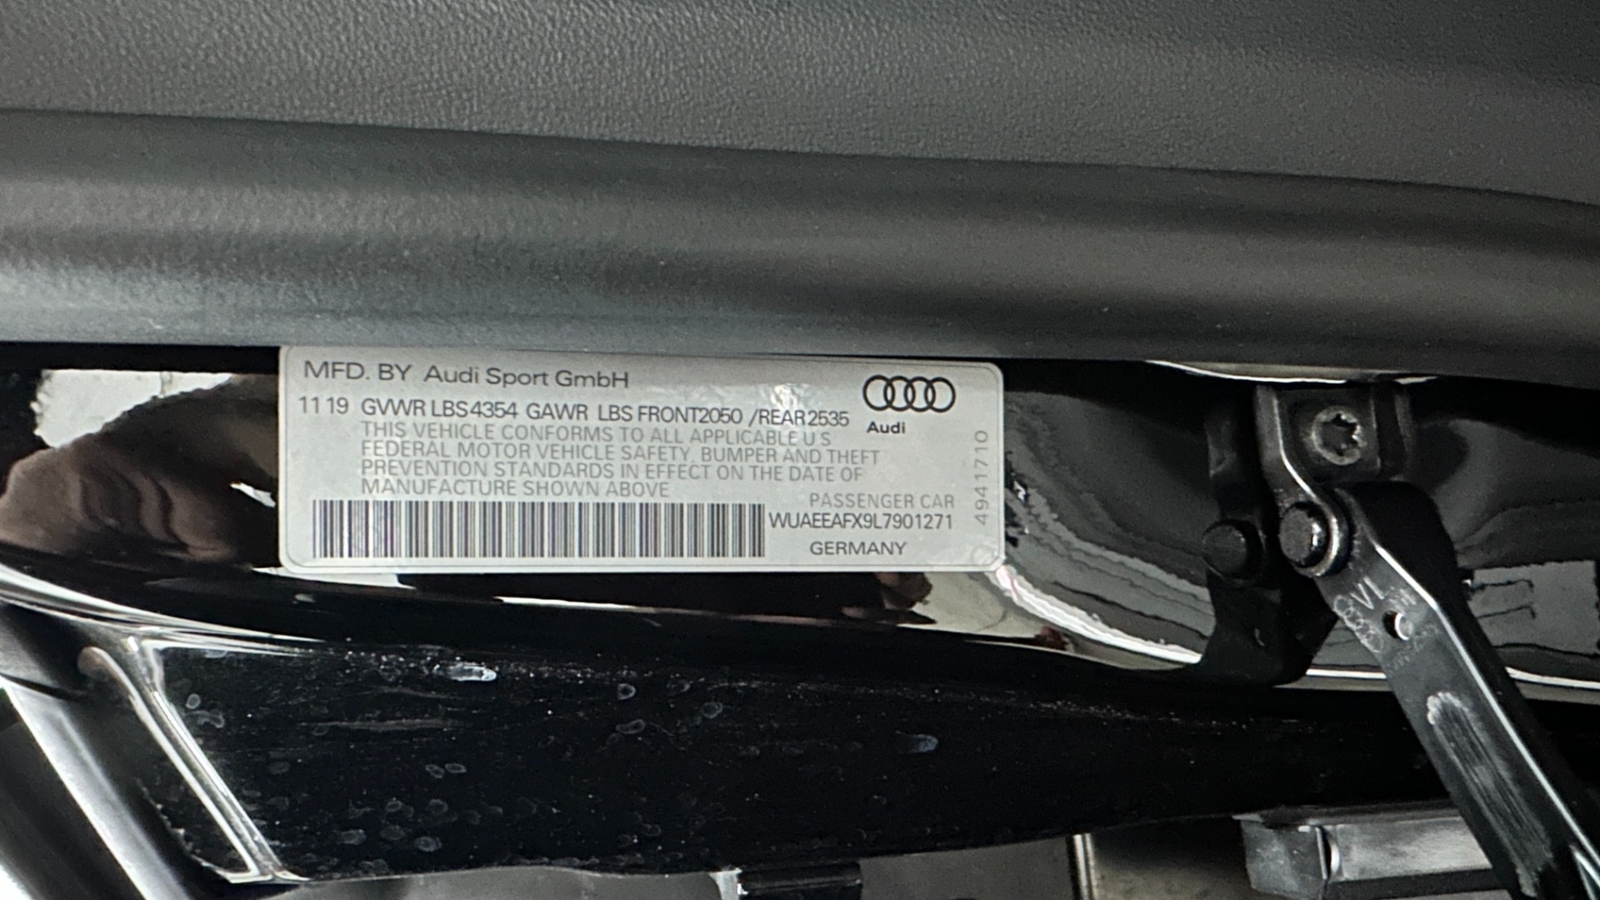 MFD. BY Audi Sport GmbH
11 19 GVWR LBS 4354 GAWR LBS FRONT2050 /REAR 2535
THIS VEHICLE CONFORMS TO ALL APPLICABLE U S
FEDERAL MOTOR VEHICLE SAFETY, BUMPER AND THEFT
PREVENTION STANDARDS IN EFFECT ON THE DATE OF
MANUFACTURE SHOWN ABOVE
Audi
PASSENGER CAR
WUAEEAFX9L7901271
GERMANY
4941710